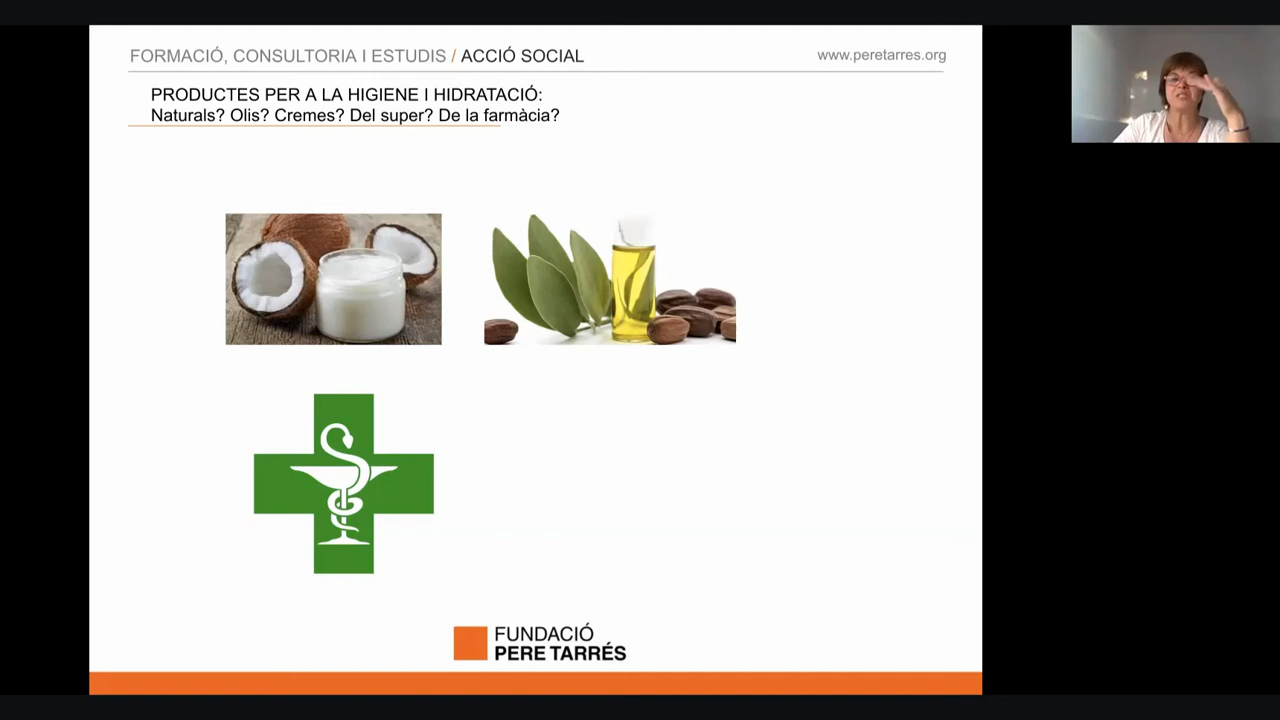 FORMACIÓ, CONSULTORIA I ESTUDIS / ACCIÓ SOCIAL
www.peretarres.org
PRODUCTES PER A LA HIGIENE I HIDRATACIÓ:
Naturals? Olis? Cremes? Del super? De la farmàcia?
FUNDACIÓ
PERE TARRÉS